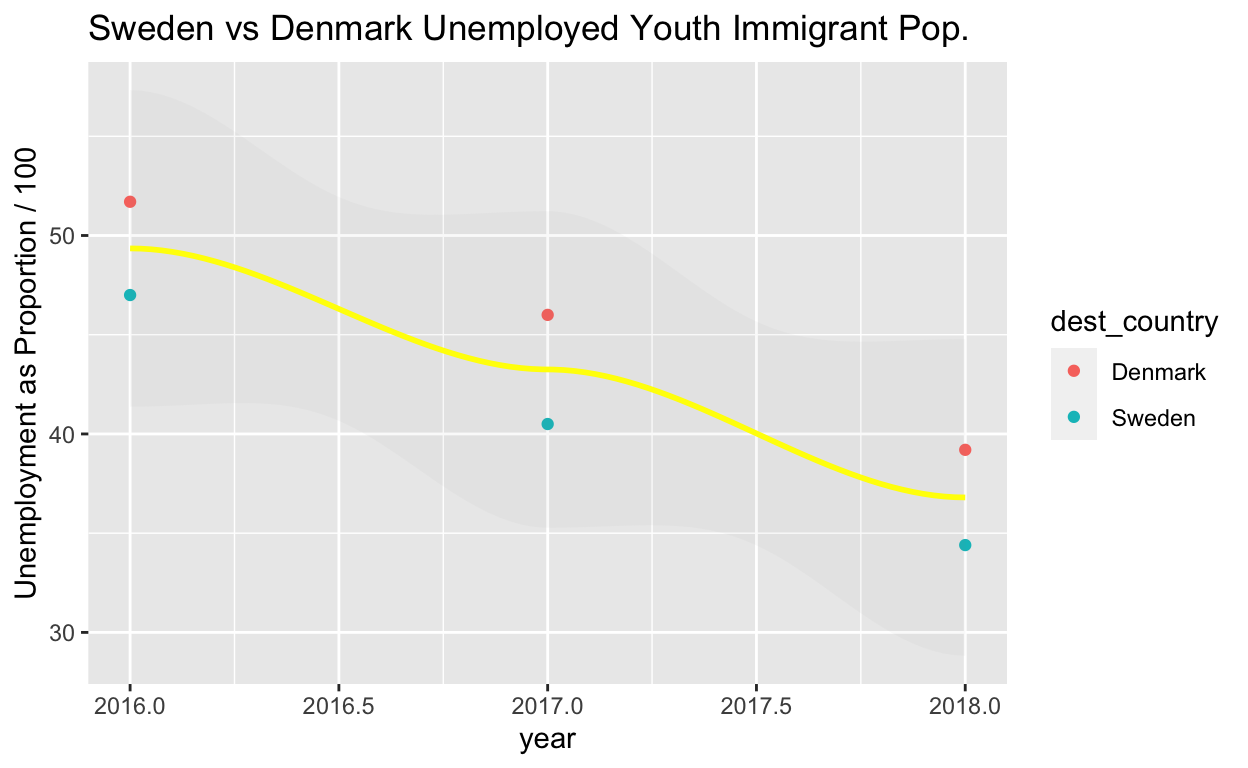 Sweden vs Denmark Unemployed Youth Immigrant Pop.
Unemployment as Proportion / 100
50
40
30
2016.0 2016.5 2017.0 2017.5 2018.0
year
dest_country
Denmark
Sweden